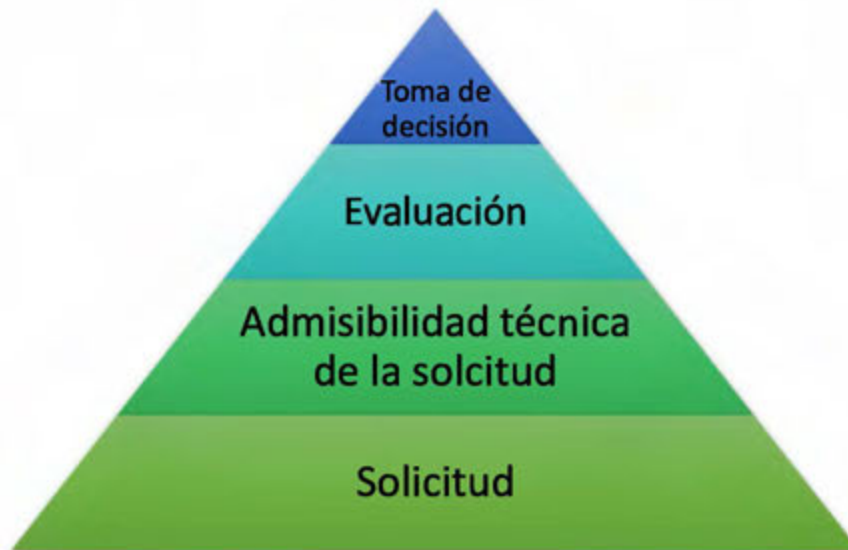 Toma de
decisión
Evaluación
Admisibilidad técnica
de la solcitud
Solicitud